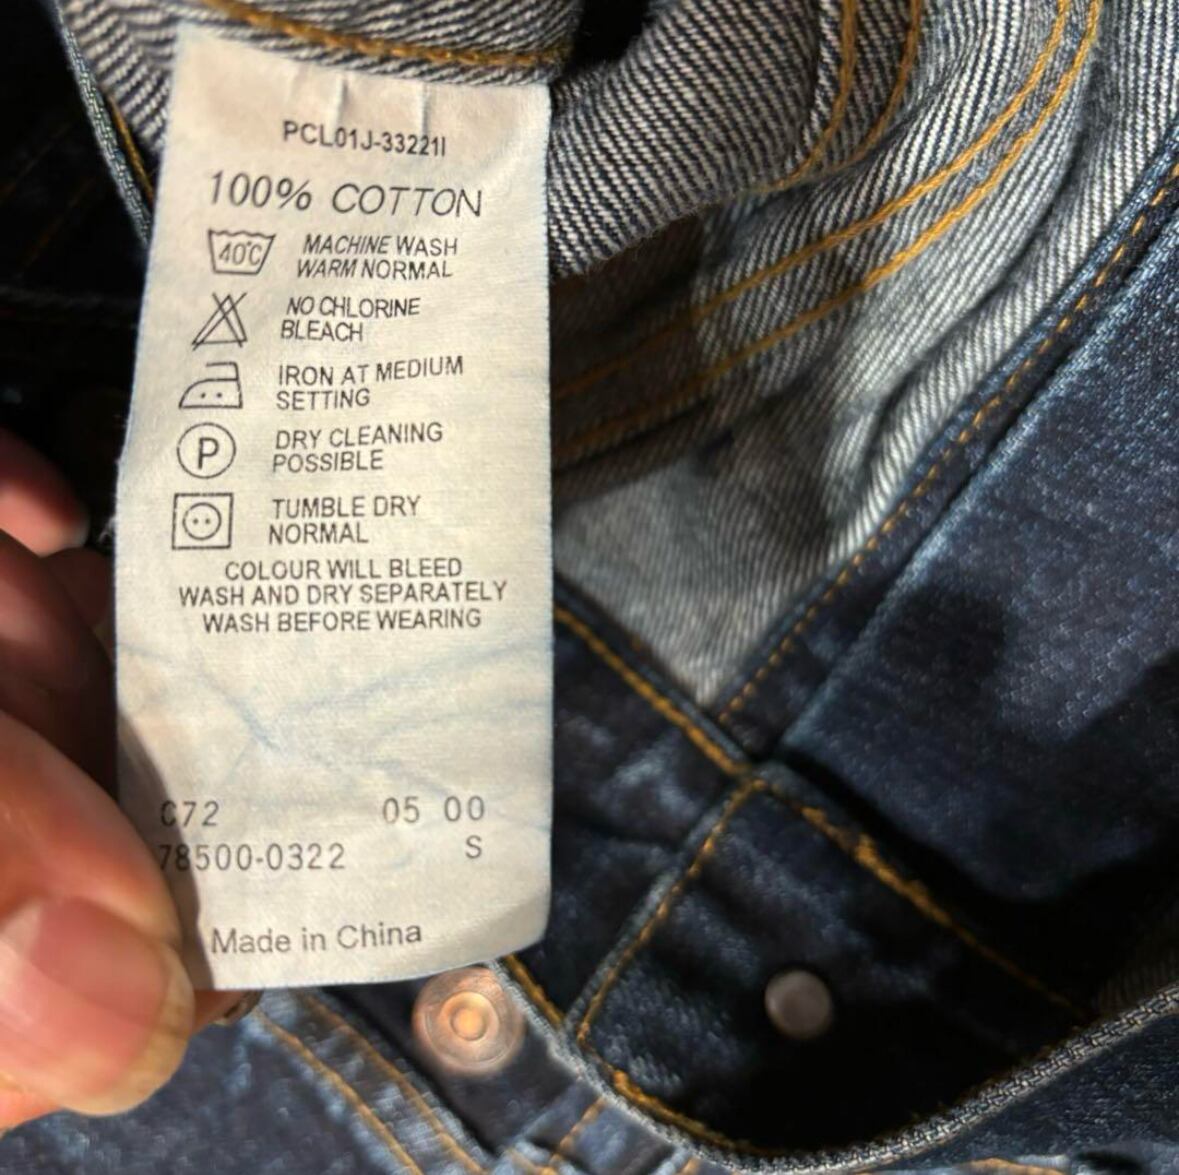 PCL01J-33221I
100% COTTON
40°C MACHINE WASH
WARM NORMAL
NO CHLORINE
BLEACH
IRON AT MEDIUM
SETTING
P DRY CLEANING
POSSIBLE
TUMBLE DRY
NORMAL
COLOUR WILL BLEED
WASH AND DRY SEPARATELY
WASH BEFORE WEARING
C72 05 00
78500-0322 S
Made in China